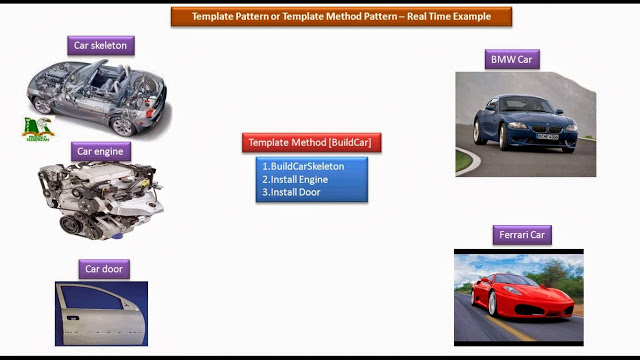 Template Pattern or Template Method Pattern – Real Time Example
Car skeleton
BMW Car
Template Method [BuildCar]
Car engine
1.BuildCarSkeleton
2.Install Engine
3.Install Door
Ferrari Car
Car door